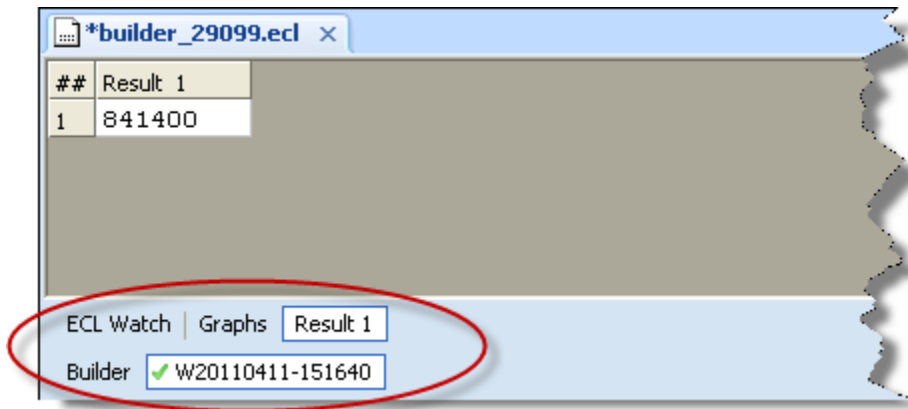 *builder_29099.ecl ×
## Result 1
1 841400
ECL Watch | Graphs Result 1
Builder ✓ W20110411-151640